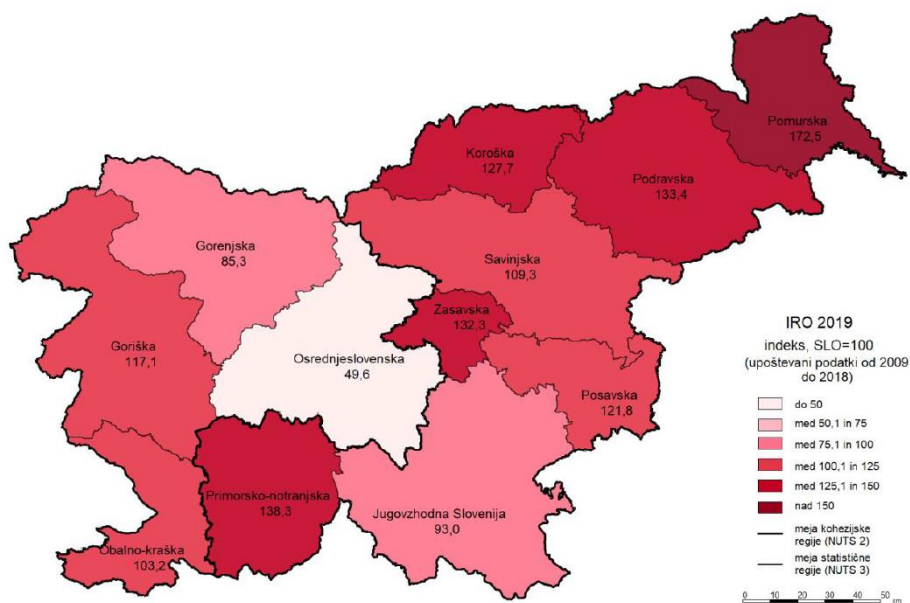 Pomurska
172,5
Koroška
127,7
Podravska
133,4
Gorenjska
85,3
Savinjska
109,3
Zasavska
132,3
Goriška
117,1
Osrednjeslovenska
49,6
Posavska
121,8
Primorsko-notranjska
138,3
Jugovzhodna Slovenija
93,0
Obalno-kraška
103,2
IRO 2019
indeks, SLO=100
(upoštevani podatki od 2009
do 2018)
do 50
med 50,1 in 75
med 75,1 in 100
med 100,1 in 125
med 125,1 in 150
nad 150
meja kohezijske
regije (NUTS 2)
meja statistične
regije (NUTS 3)
0 10 20 30 40 50
km